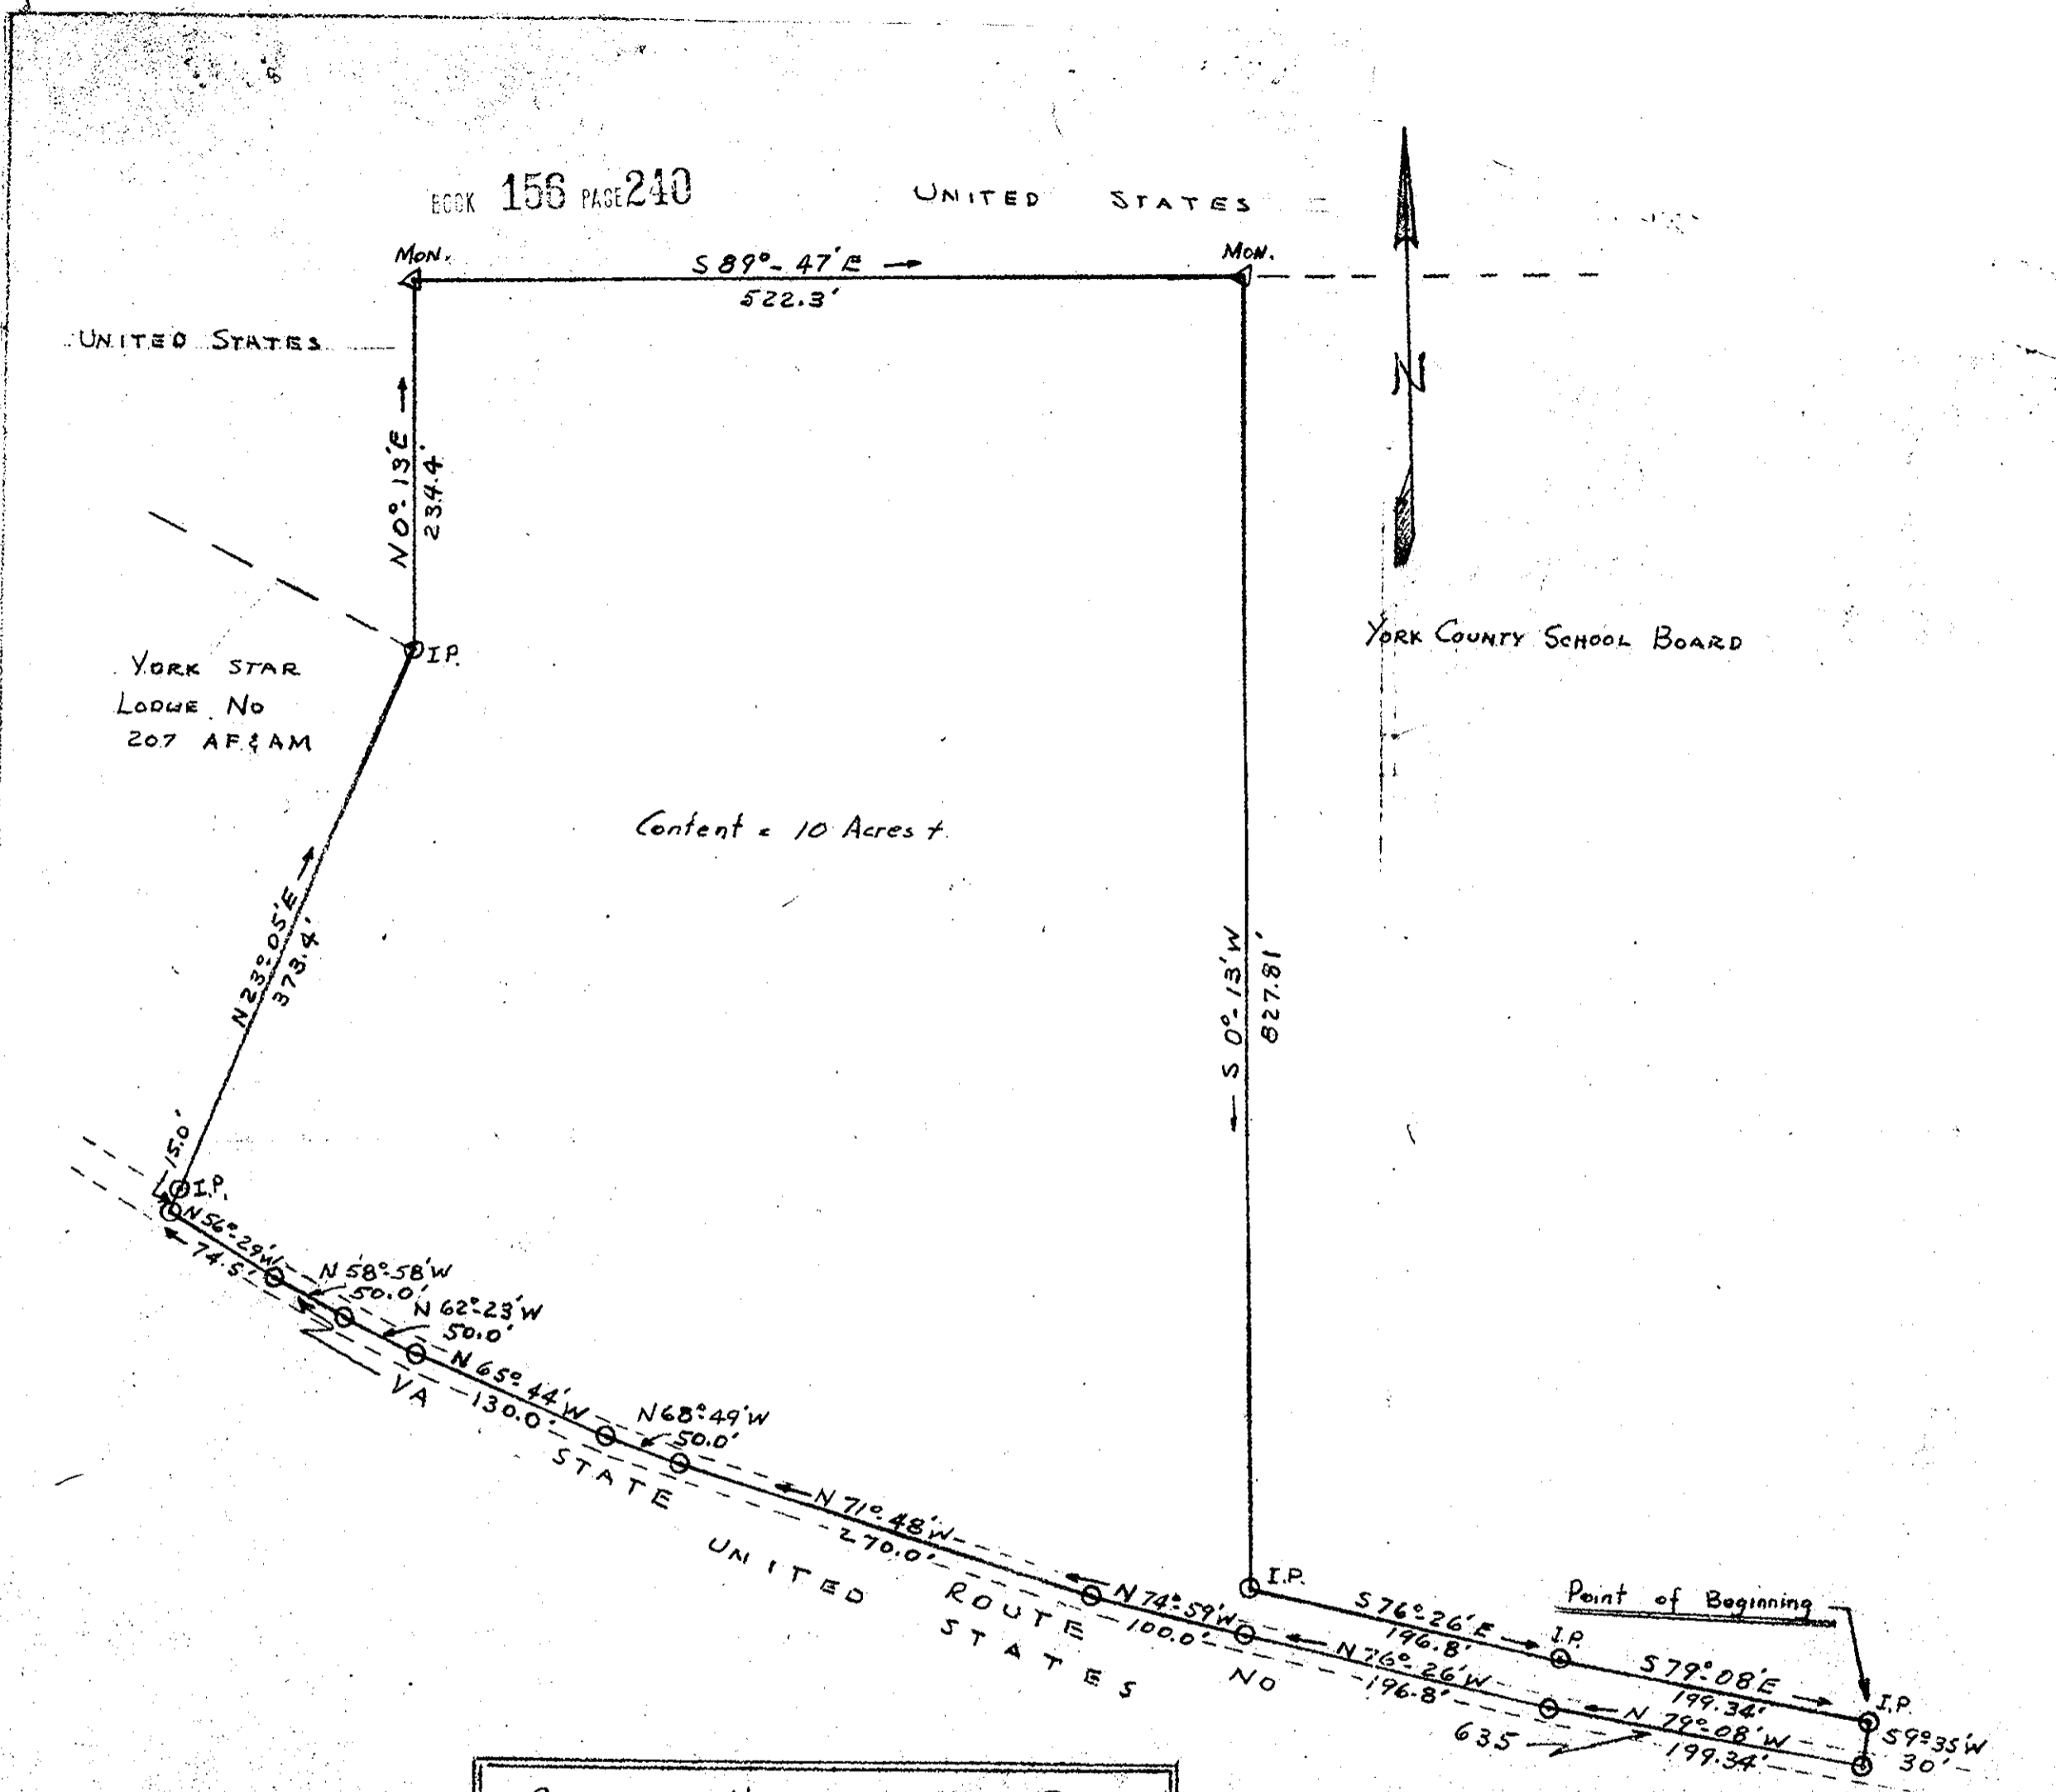 BOOK 156 PAGE 240
UNITED STATES
MON.
S 89°-47'E
522.3'
MON.
UNITED STATES
N 0°-13'E
234.4'
N
I.P.
YORK COUNTY SCHOOL BOARD
YORK STAR
LODGE No
207 AF & AM
Content = 10 Acres ±
N 23°-05'E
373.4'
S 0°-13'W
827.81'
15.0'
I.P.
N 56°-29'W
74.5'
N 58°-58'W
50.0'
N 62°-23'W
50.0'
N 65°-44'W
130.0'
N 68°-49'W
50.0'
N 71°-48'W
270.0'
N 74°-59'W
100.0'
I.P.
S 76°-26'E
196.8'
I.P.
N 76°-26'W
196.8'
Point of Beginning
S 79°-08'E
199.34'
I.P.
N 79°-08'W
199.34'
S 9°35'W
30'
VA STATE ROUTE NO 635
UNITED STATES